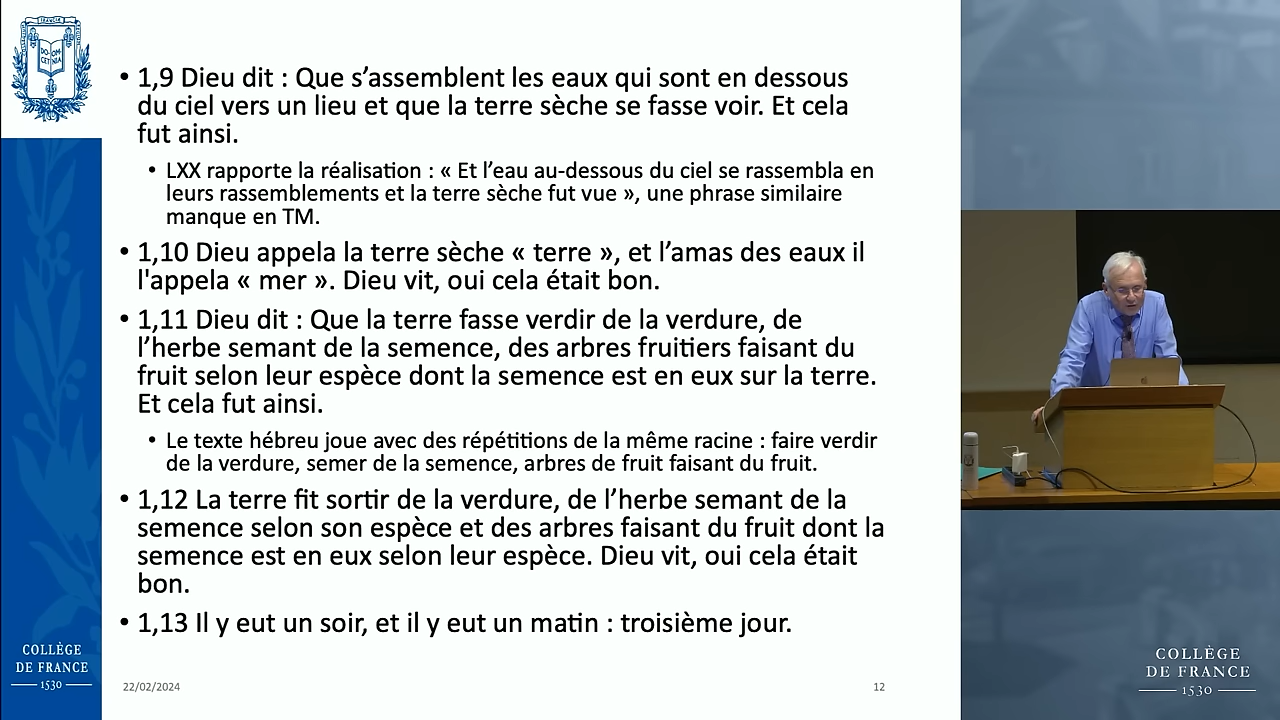 • 1,9 Dieu dit : Que s’assemblent les eaux qui sont en dessous
du ciel vers un lieu et que la terre sèche se fasse voir. Et cela
fut ainsi.
• LXX rapporte la réalisation : « Et l’eau au-dessous du ciel se rassembla en
leurs rassemblements et la terre sèche fut vue », une phrase similaire
manque en TM.
• 1,10 Dieu appela la terre sèche « terre », et l’amas des eaux il
l'appela « mer ». Dieu vit, oui cela était bon.
• 1,11 Dieu dit : Que la terre fasse verdir de la verdure, de
l’herbe semant de la semence, des arbres fruitiers faisant du
fruit selon leur espèce dont la semence est en eux sur la terre.
Et cela fut ainsi.
• Le texte hébreu joue avec des répétitions de la même racine : faire verdir
de la verdure, semer de la semence, arbres de fruit faisant du fruit.
• 1,12 La terre fit sortir de la verdure, de l’herbe semant de la
semence selon son espèce et des arbres faisant du fruit dont la
semence est en eux selon leur espèce. Dieu vit, oui cela était
bon.
• 1,13 Il y eut un soir, et il y eut un matin : troisième jour.
22/02/2024
12
COLLÈGE
DE FRANCE
1530
COLLÈGE
DE FRANCE
1530